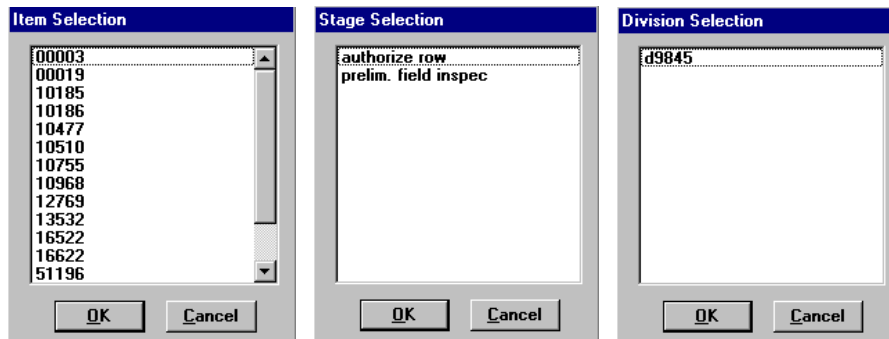 Item Selection
00003
00019
10185
10186
10477
10510
10755
10968
12769
13532
16522
16622
51196
OK Cancel
Stage Selection
authorize row
prelim. field inspec
OK Cancel
Division Selection
d9845
OK Cancel